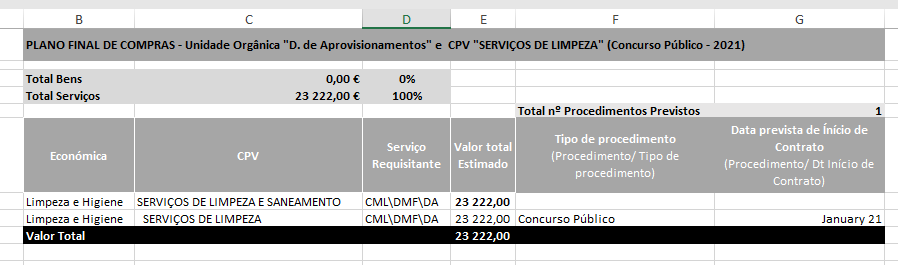 B C D E F G
PLANO FINAL DE COMPRAS - Unidade Orgânica "D. de Aprovisionamentos" e CPV "SERVIÇOS DE LIMPEZA" (Concurso Público - 2021)
Total Bens 0,00 € 0%
Total Serviços 23 222,00 € 100%
Total nº Procedimentos Previstos 1
Económica
CPV
Serviço
Requisitante
Valor total
Estimado
Tipo de procedimento
(Procedimento/ Tipo de
procedimento)
Data prevista de Ínício de
Contrato
(Procedimento/ Dt Início de
Contrato)
Limpeza e Higiene SERVIÇOS DE LIMPEZA E SANEAMENTO CML\DMF\DA 23 222,00
Limpeza e Higiene SERVIÇOS DE LIMPEZA CML\DMF\DA 23 222,00 Concurso Público January 21
Valor Total 23 222,00